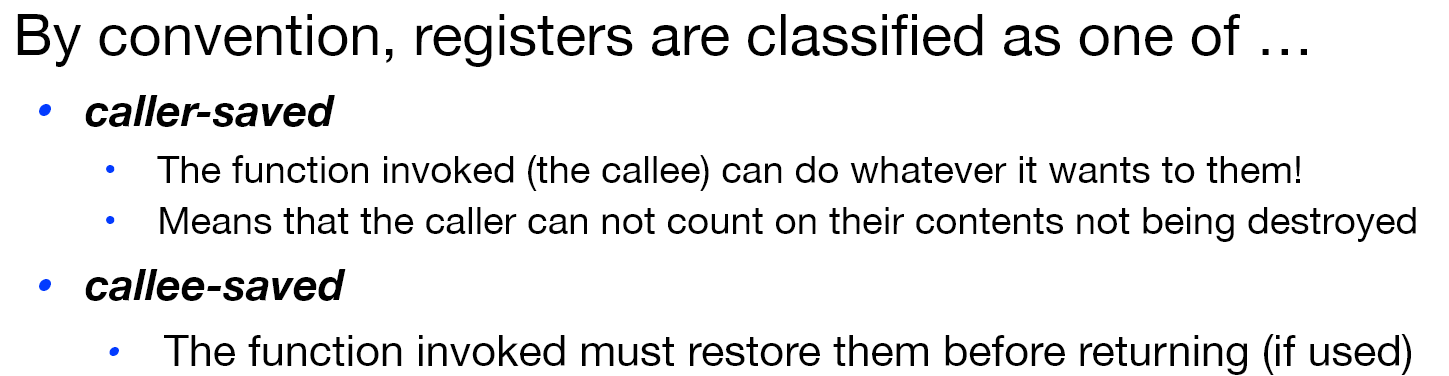 By convention, registers are classified as one of …
• caller-saved
• The function invoked (the callee) can do whatever it wants to them!
• Means that the caller can not count on their contents not being destroyed
• callee-saved
• The function invoked must restore them before returning (if used)